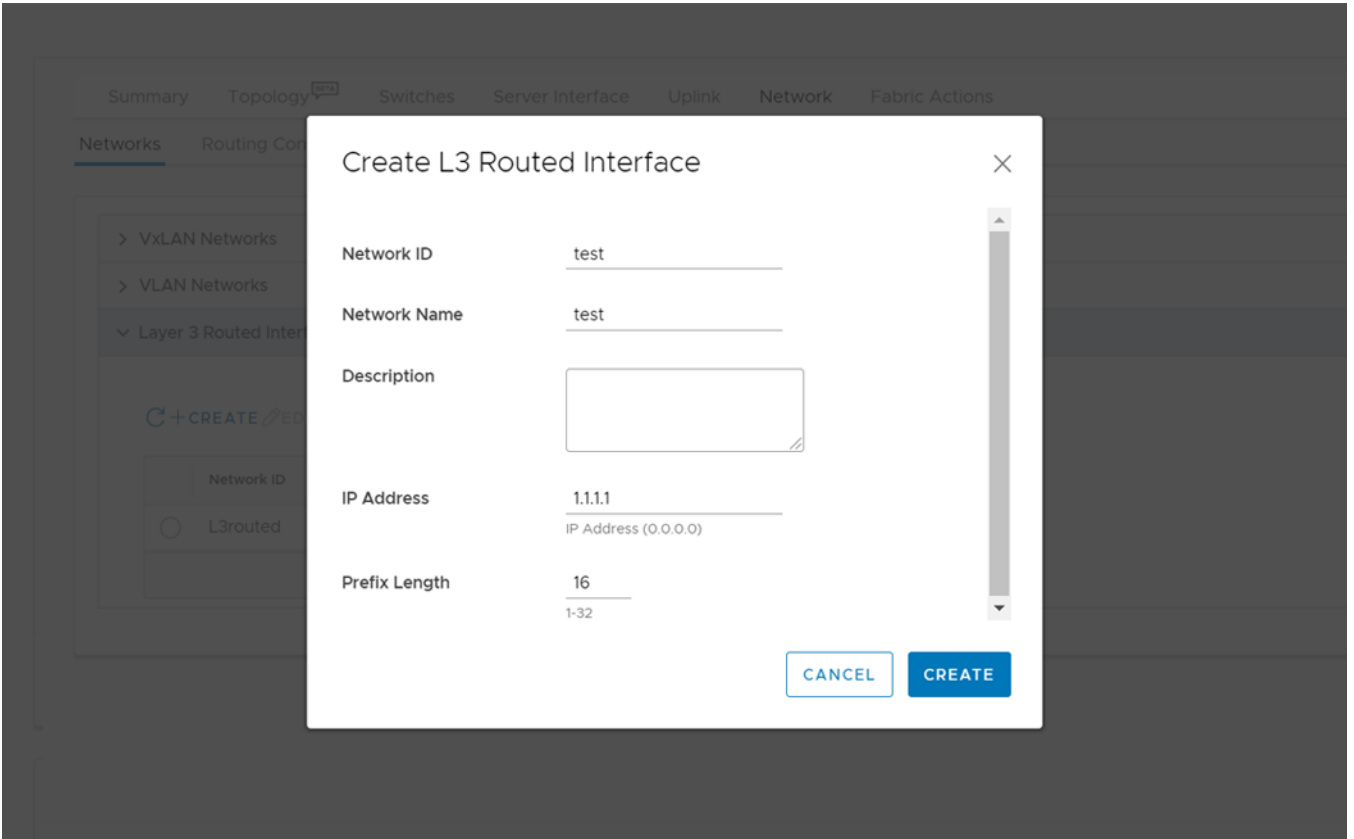 Summary Topology BETA Switches Server Interface Uplink Network Fabric Actions
Networks Routing Con
Create L3 Routed Interface
VxLAN Networks
VLAN Networks
Layer 3 Routed Interf
CREATE ED
Network ID
L3routed
Network ID test
Network Name test
Description
IP Address 1.1.1.1
IP Address (0.0.0.0)
Prefix Length 16
1-32
CANCEL CREATE